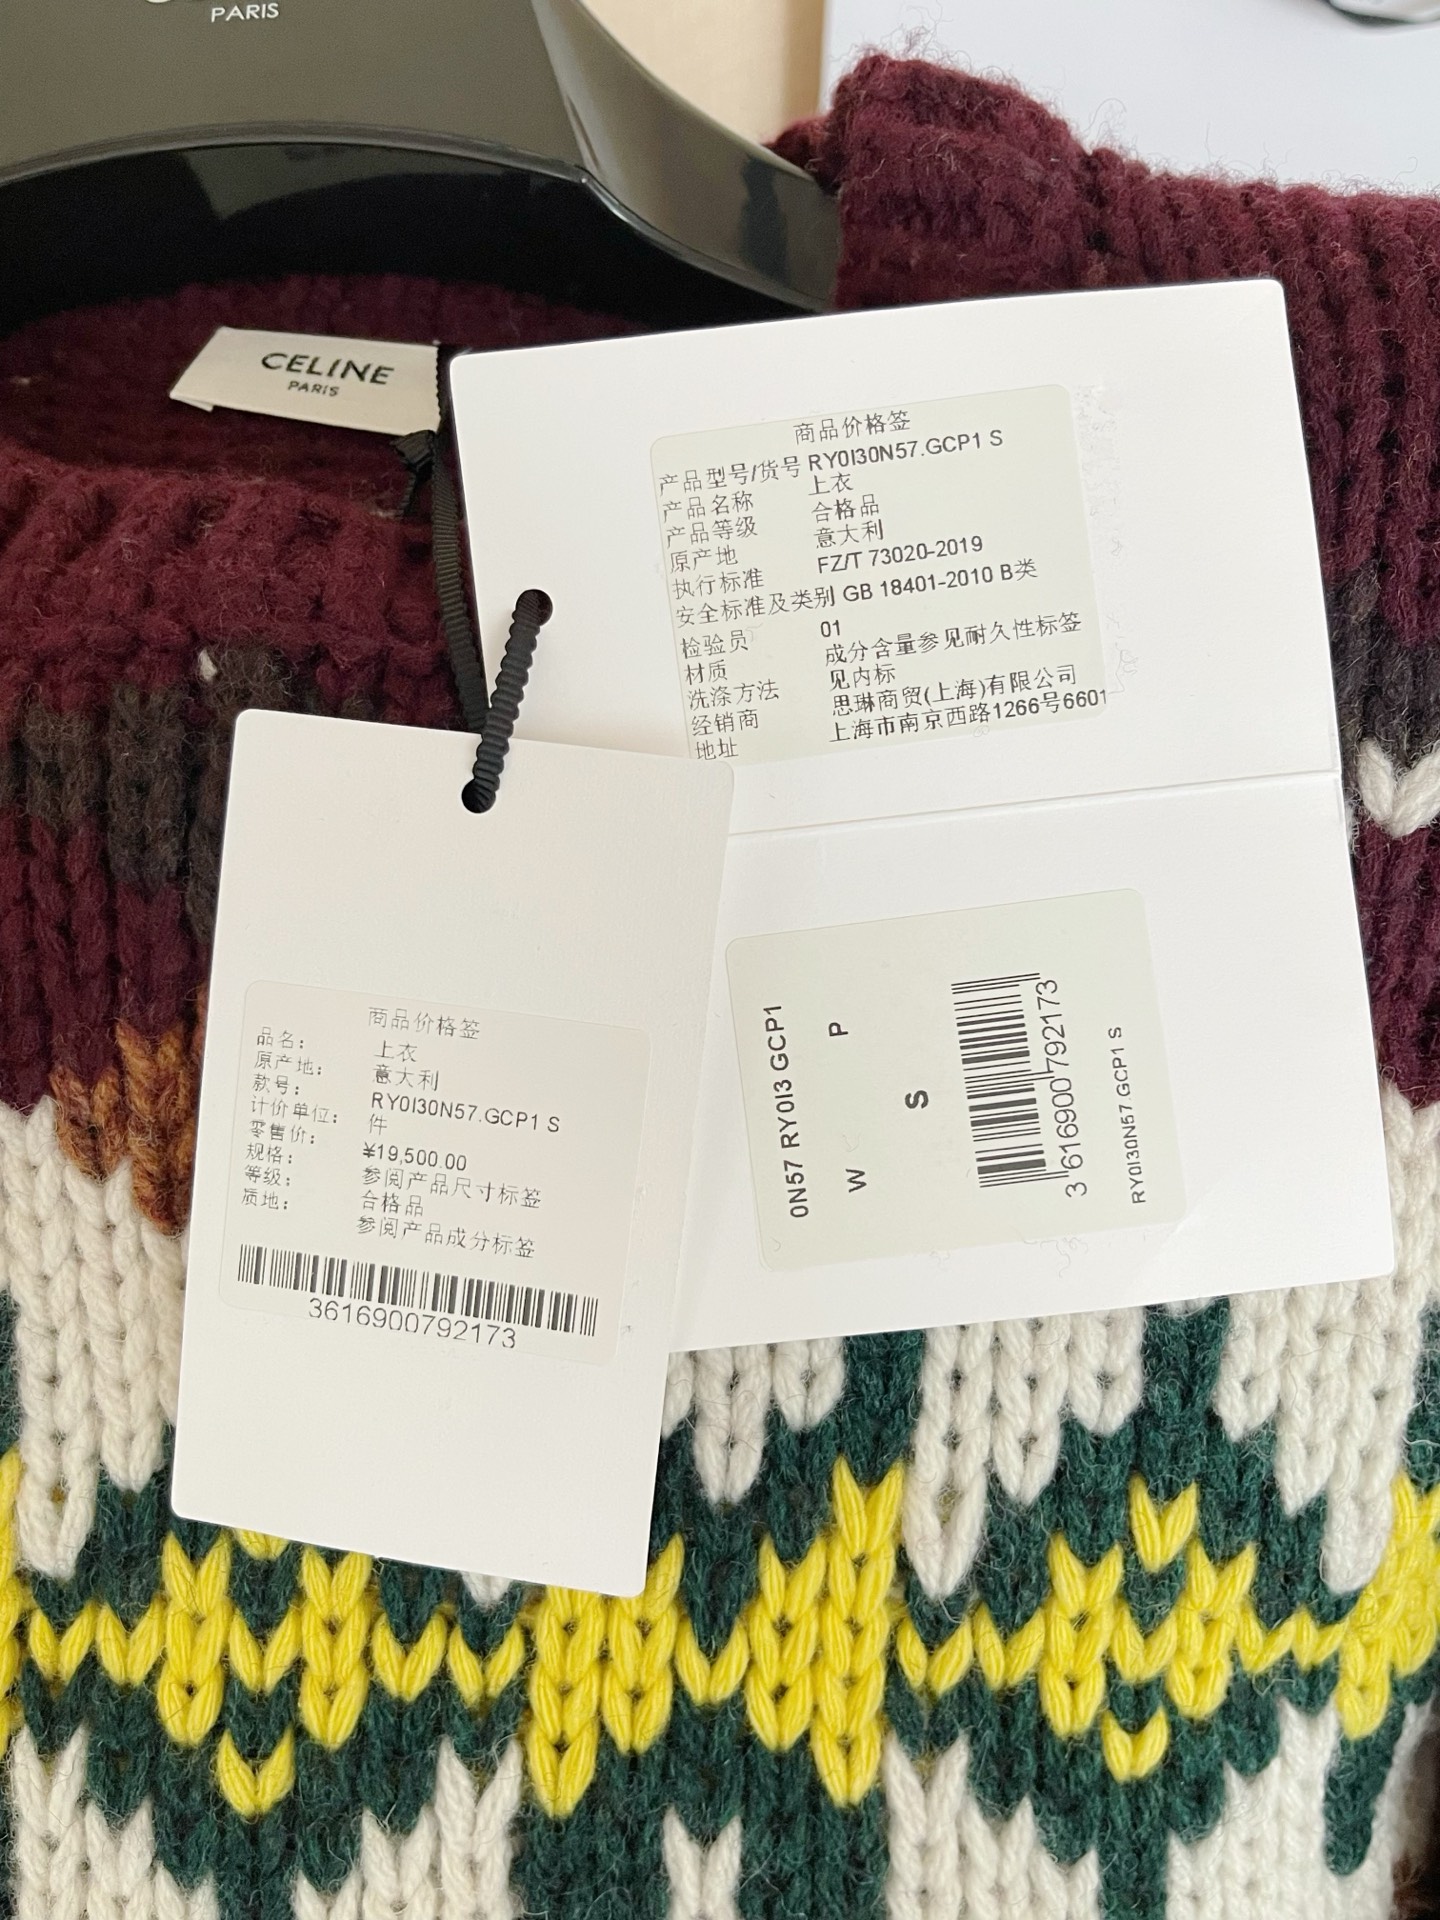 PARIS
CELINE
PARIS
商品价格签
产品型号/货号 RY0I30N57.GCP1 S
产品名称 上衣
产品等级 合格品
原产地 意大利
执行标准 FZ/T 73020-2019
安全标准及类别 GB 18401-2010 B类
检验员 01
材质 成分含量参见耐久性标签
洗涤方法 见内标
经销商 思琳商贸(上海)有限公司
地址 上海市南京西路1266号6601
商品价格签
品名: 上衣
原产地: 意大利
款号: RY0I30N57.GCP1 S
计价单位: 件
零售价: ¥19,500.00
规格: 参阅产品尺寸标签
等级: 合格品
质地: 参阅产品成分标签
3616900792173
0N57 RY0I3 GCP1
W P
S
3 616900 792173
RY0I30N57.GCP1 S